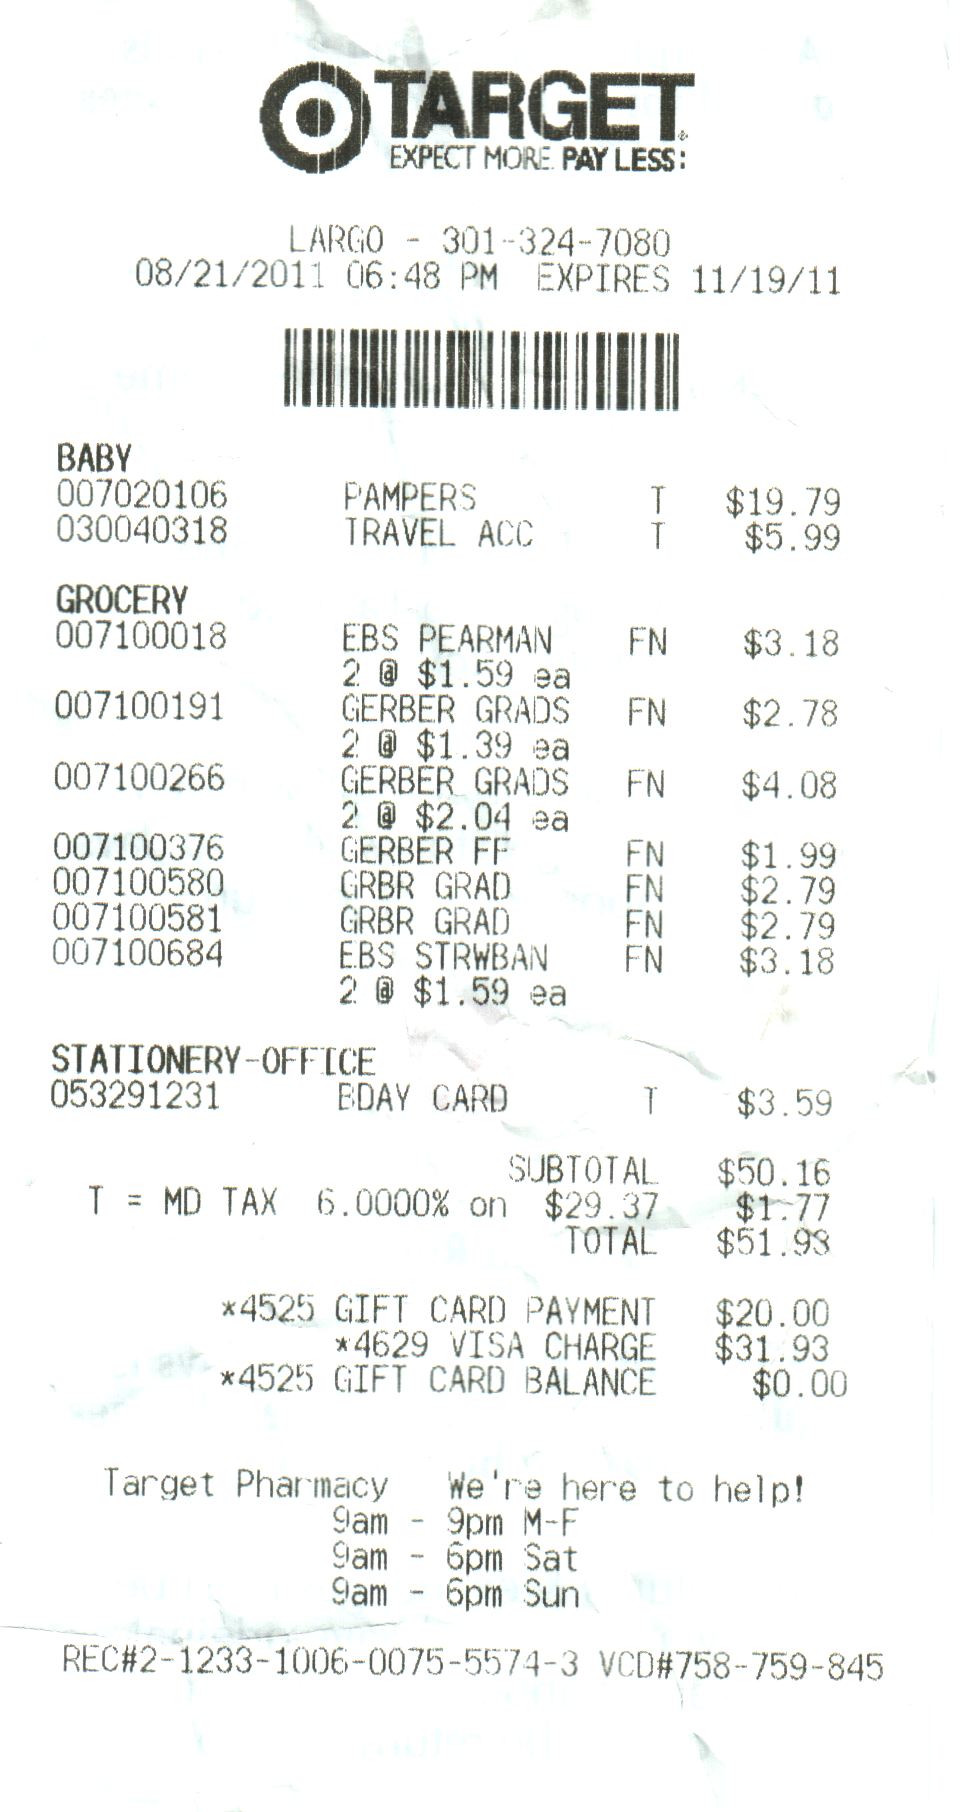 TARGET
EXPECT MORE. PAY LESS:
LARGO - 301-324-7080
08/21/2011 06:48 PM EXPIRES 11/19/11
BABY
007020106 PAMPERS T $19.79
030040318 TRAVEL ACC T $5.99
GROCERY
007100018 EBS PEARMAN FN $3.18
2 @ $1.59 ea
007100191 GERBER GRADS FN $2.78
2 @ $1.39 ea
007100266 GERBER GRADS FN $4.08
2 @ $2.04 ea
007100376 GERBER FF FN $1.99
007100580 GRBR GRAD FN $2.79
007100581 GRBR GRAD FN $2.79
007100684 EBS STRWBAN FN $3.18
2 @ $1.59 ea
STATIONERY-OFFICE
053291231 BDAY CARD T $3.59
SUBTOTAL $50.16
T = MD TAX 6.0000% on $29.37 $1.77
TOTAL $51.93
*4525 GIFT CARD PAYMENT $20.00
*4629 VISA CHARGE $31.93
*4525 GIFT CARD BALANCE $0.00
Target Pharmacy We're here to help!
9am - 9pm M-F
9am - 6pm Sat
9am - 6pm Sun
REC#2-1233-1006-0075-5574-3 VCD#758-759-845